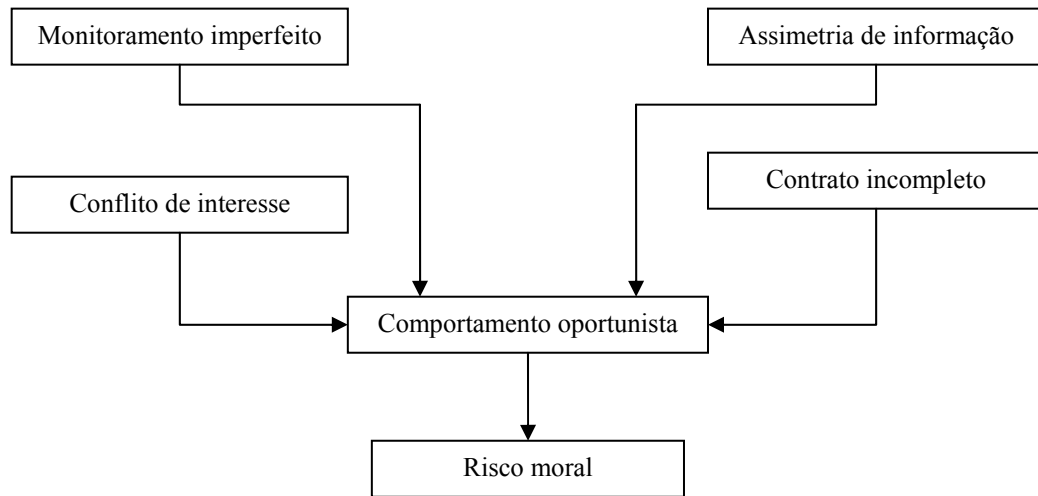 Monitoramento imperfeito
Assimetria de informação
Conflito de interesse
Contrato incompleto
Comportamento oportunista
Risco moral